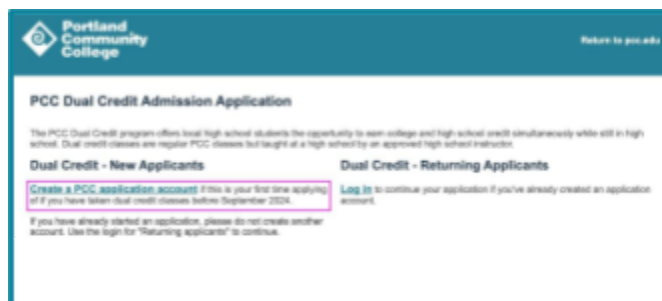 Portland
Community
College
Return to pcc.edu
PCC Dual Credit Admission Application
The PCC Dual Credit program offers local high school students the opportunity to earn college and high school credit simultaneously while still in high
school. Dual credit classes are regular PCC classes but taught at a high school by an approved high school instructor.
Dual Credit - New Applicants
Create a PCC application account if this is your first time applying
of if you have taken dual credit classes before September 2024.
If you have already started an application, please do not create another
account. Use the login for "Returning applicants" to continue.
Dual Credit - Returning Applicants
Log in to continue your application if you've already created an application
account.